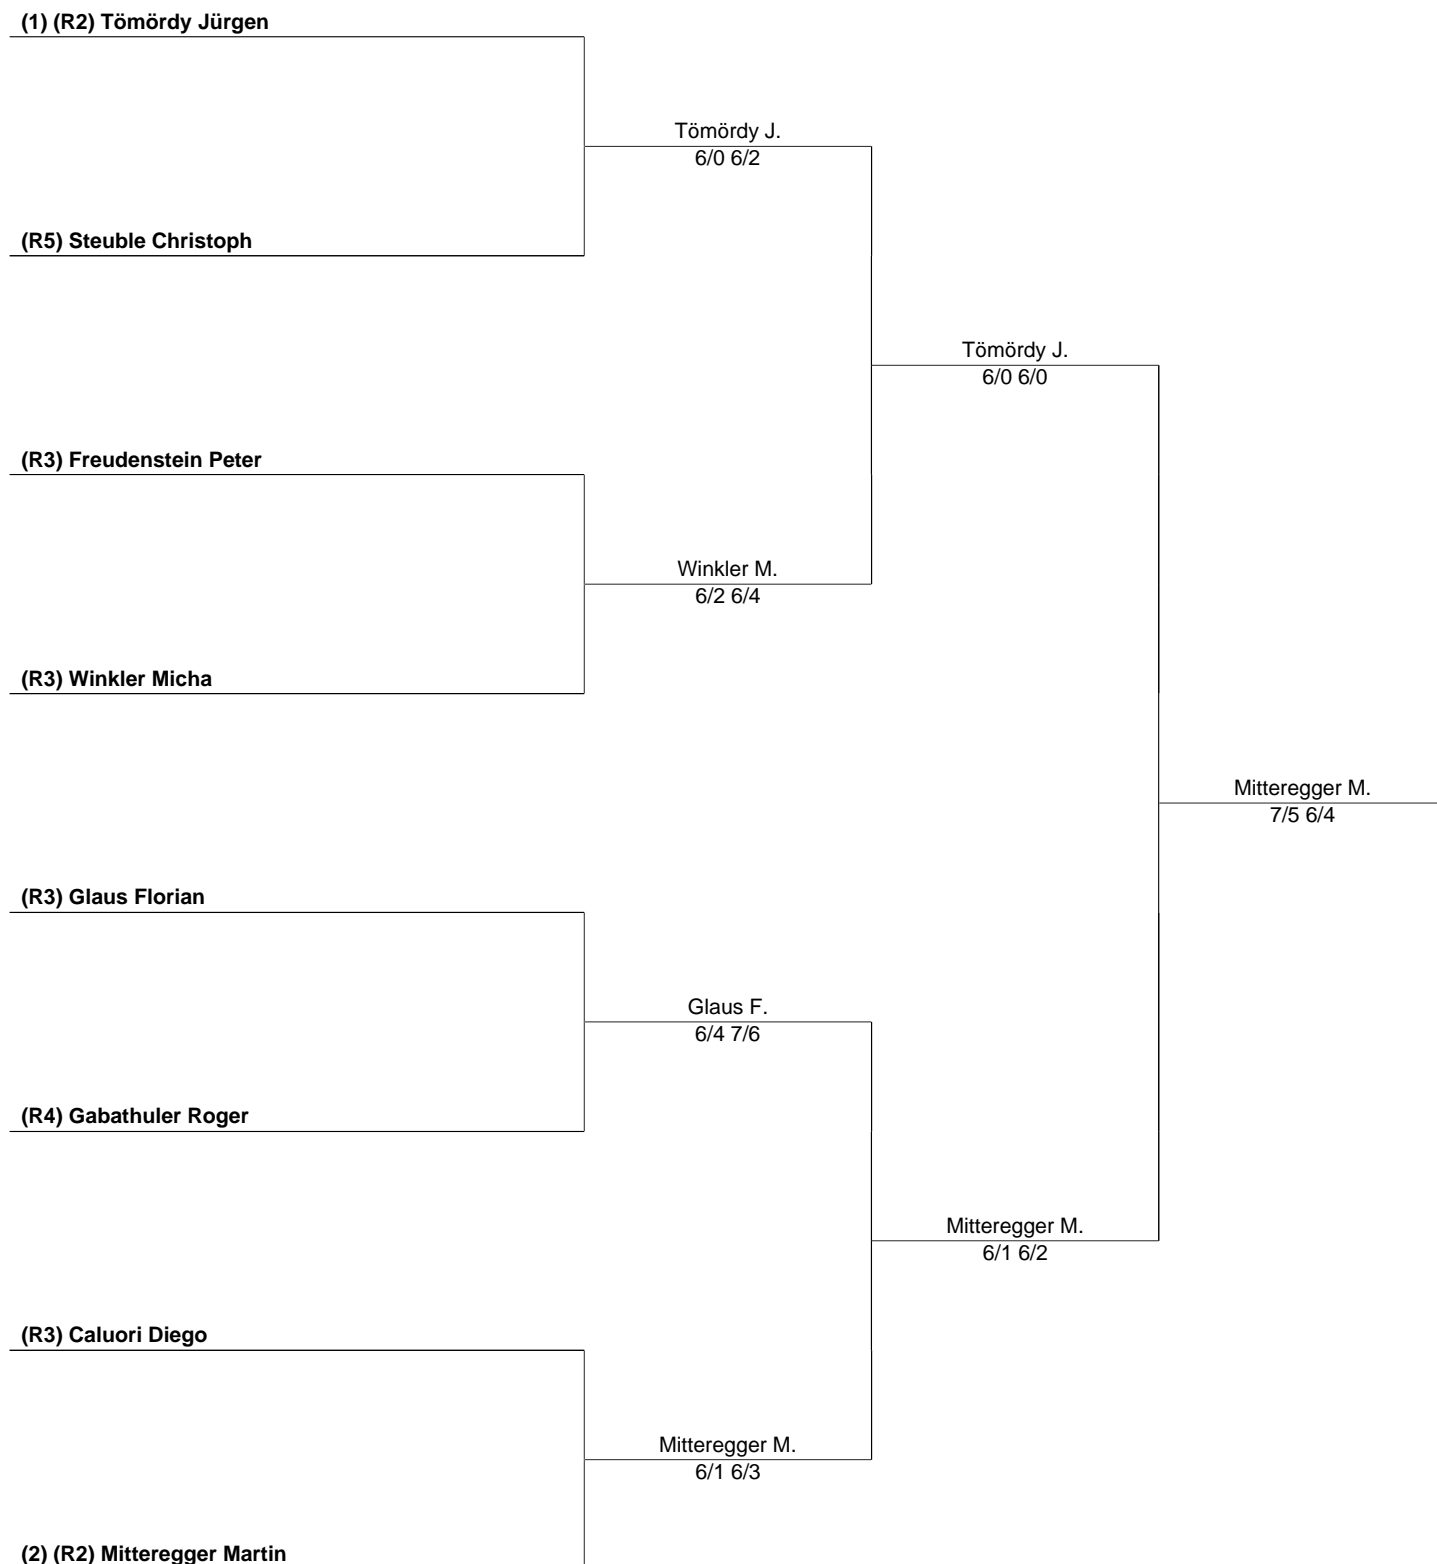 (1) (R2) Tömördy Jürgen
Tömördy J.
6/0 6/2
(R5) Steuble Christoph
Tömördy J.
6/0 6/0
(R3) Freudenstein Peter
Winkler M.
6/2 6/4
(R3) Winkler Micha
Mitteregger M.
7/5 6/4
(R3) Glaus Florian
Glaus F.
6/4 7/6
(R4) Gabathuler Roger
Mitteregger M.
6/1 6/2
(R3) Caluori Diego
Mitteregger M.
6/1 6/3
(2) (R2) Mitteregger Martin